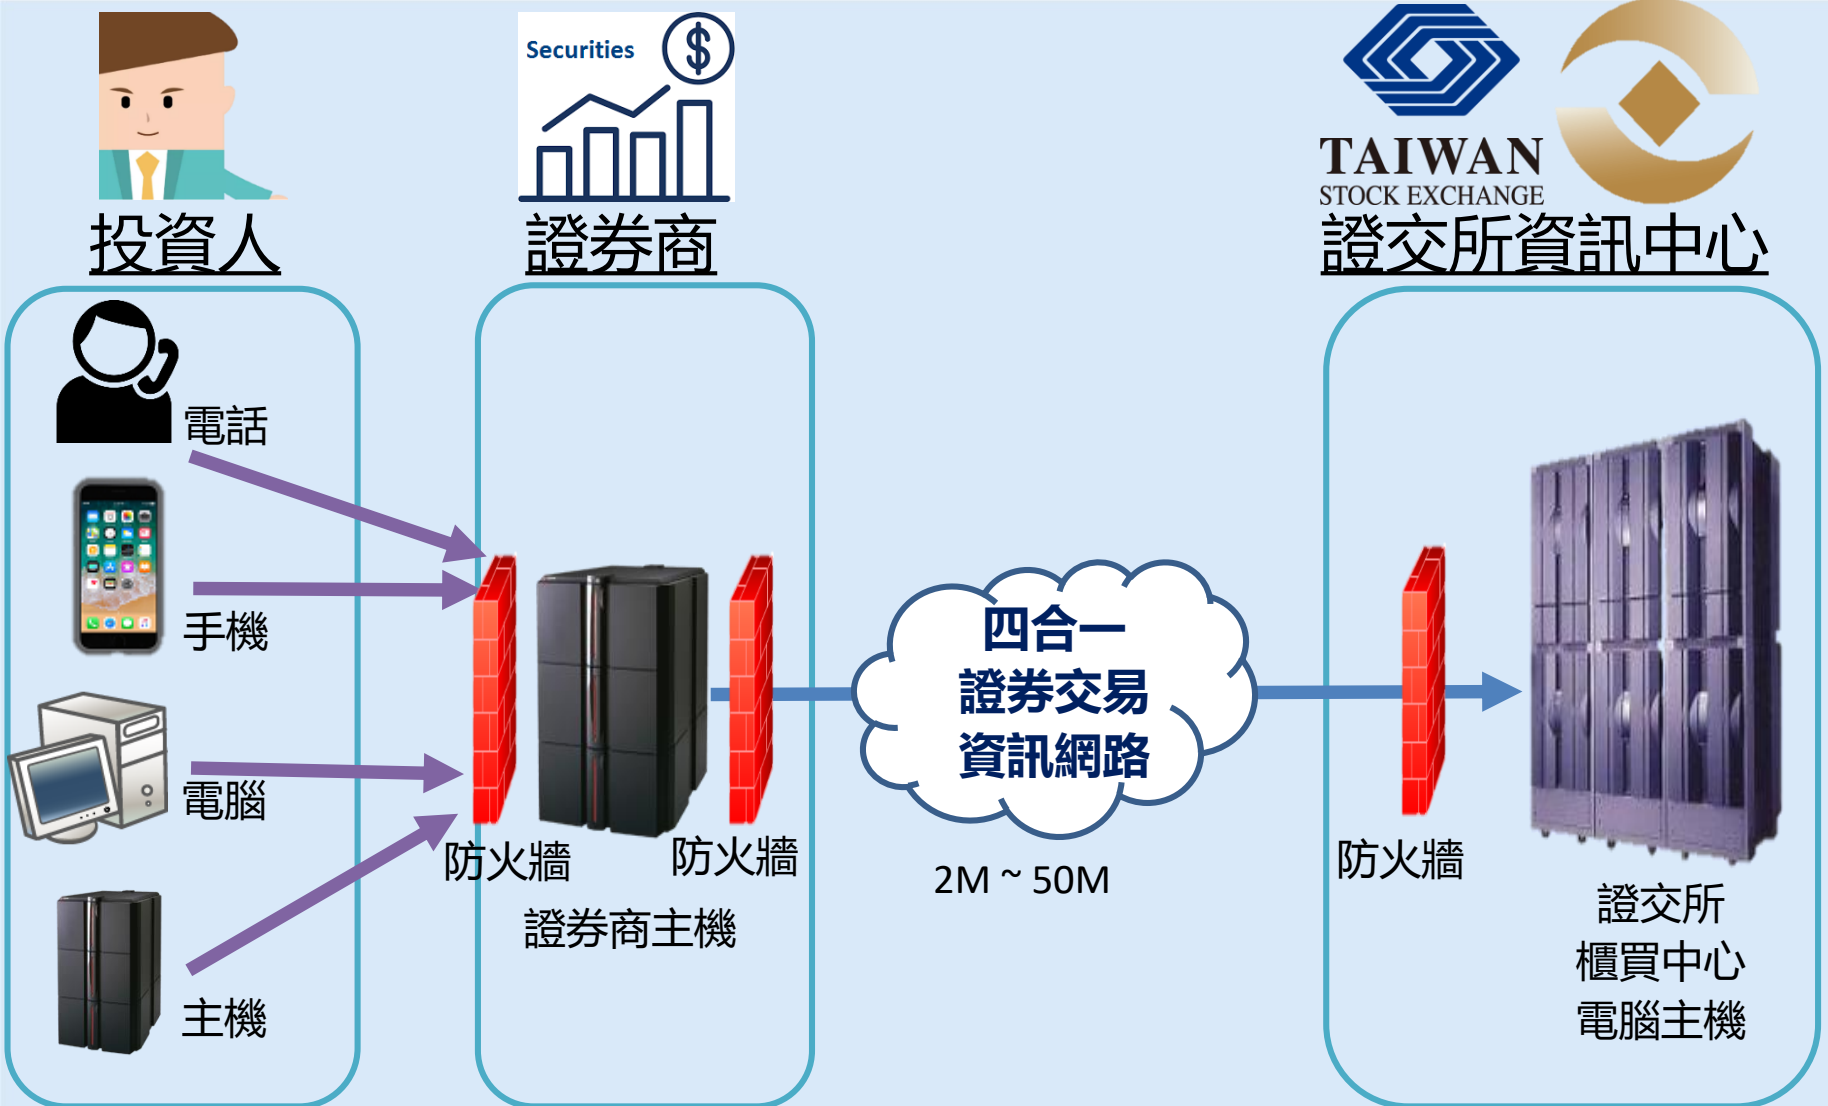 Securities
TAIWAN
STOCK EXCHANGE
投資人
證券商
證交所資訊中心
電話
手機
電腦
主機
防火牆
防火牆
證券商主機
四合一
證券交易
資訊網路
2M ~ 50M
防火牆
證交所
櫃買中心
電腦主機